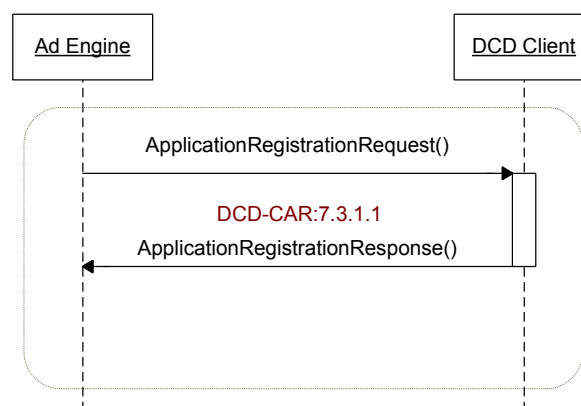 Ad Engine
DCD Client
ApplicationRegistrationRequest()
DCD-CAR:7.3.1.1
ApplicationRegistrationResponse()